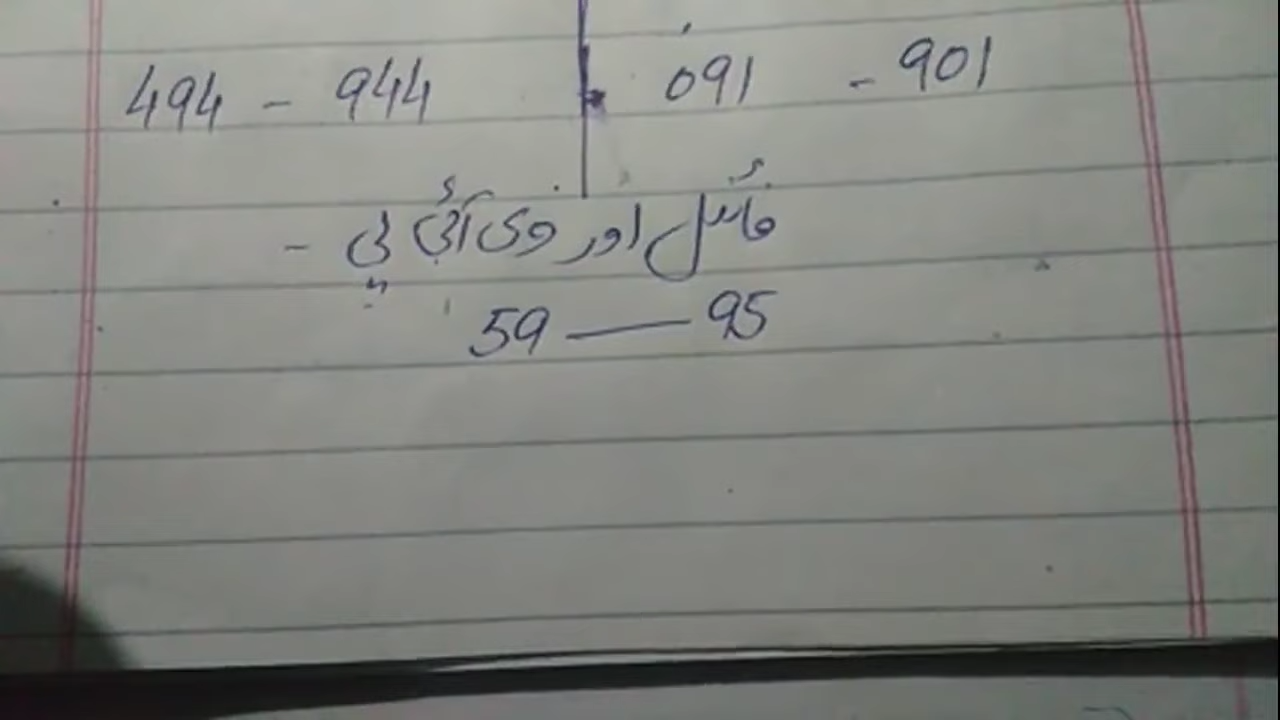 494 - 944 091 - 901
فائنل اور وی آئی پی -
59 — 95